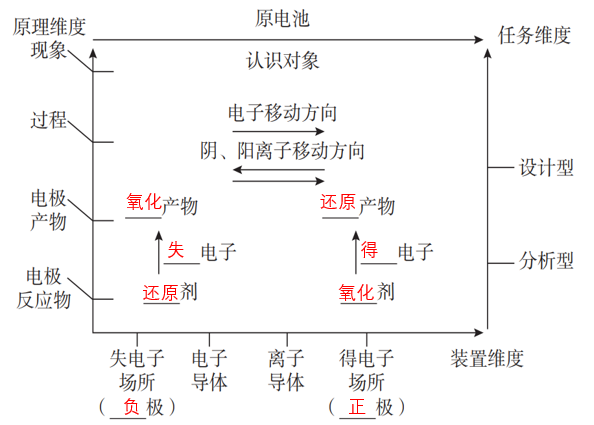 原电池
原理维度
任务维度
现象
认识对象
过程
电子移动方向
阴、阳离子移动方向
设计型
电极
产物
氧化产物
还原产物
失电子
得电子
分析型
电极
反应物
还原剂
氧化剂
失电子
场所
(负极)
电子
导体
离子
导体
得电子
场所
(正极)
装置维度